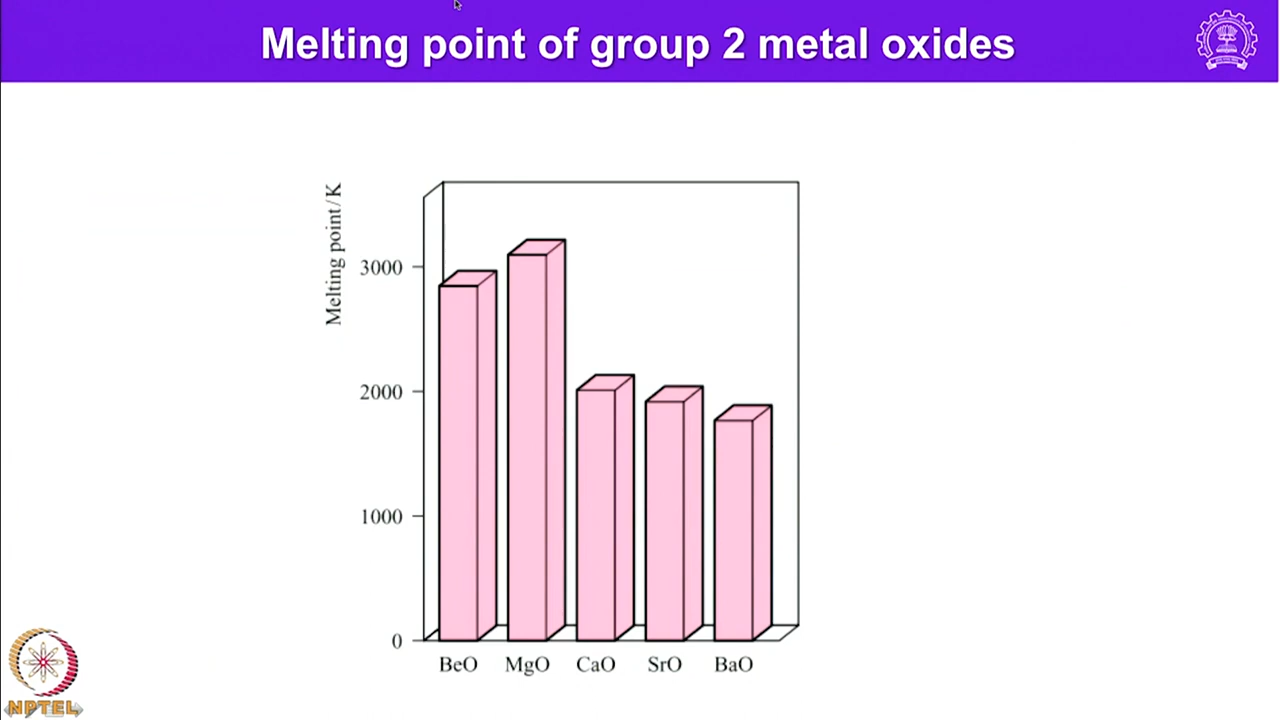 Melting point of group 2 metal oxides
Melting point/K
3000
2000
1000
0
BeO MgO CaO SrO BaO
NPTEL